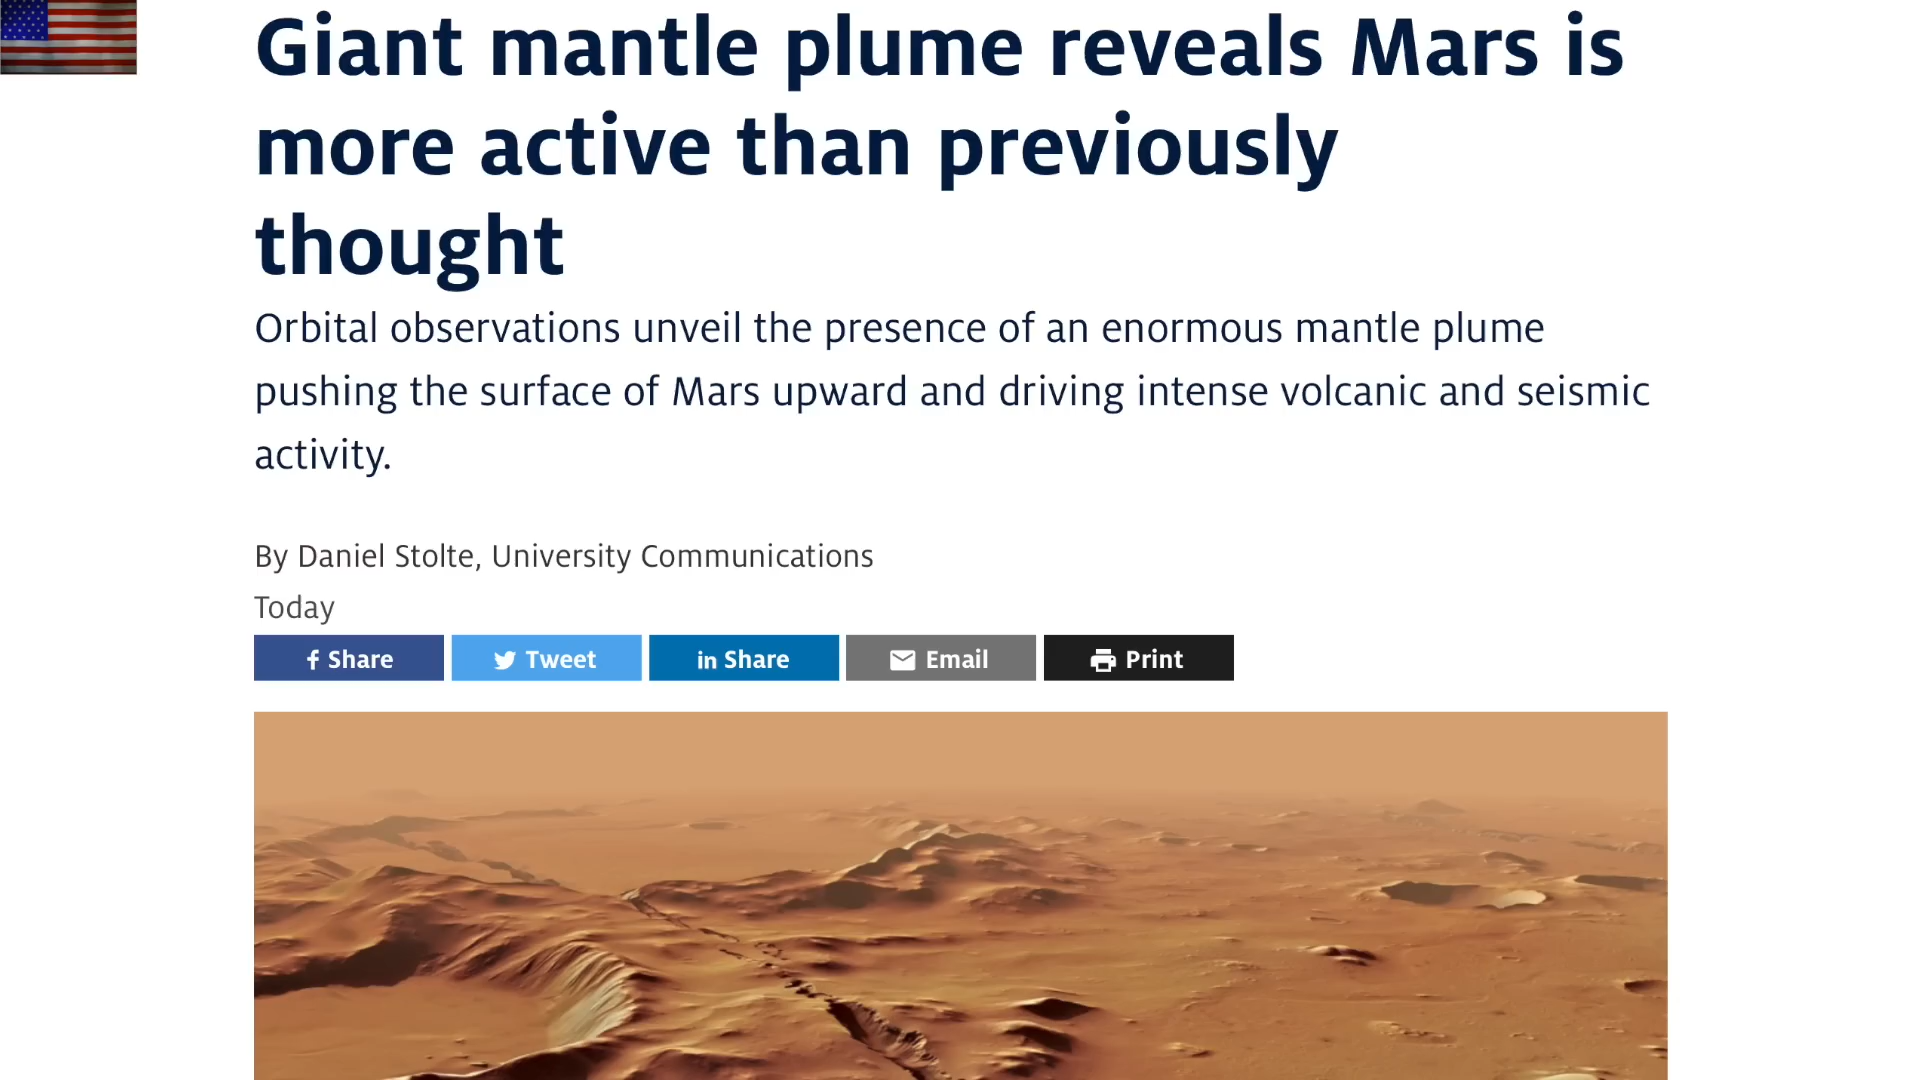 Giant mantle plume reveals Mars is
more active than previously
thought
Orbital observations unveil the presence of an enormous mantle plume
pushing the surface of Mars upward and driving intense volcanic and seismic
activity.
By Daniel Stolte, University Communications
Today
f Share Tweet in Share Email Print